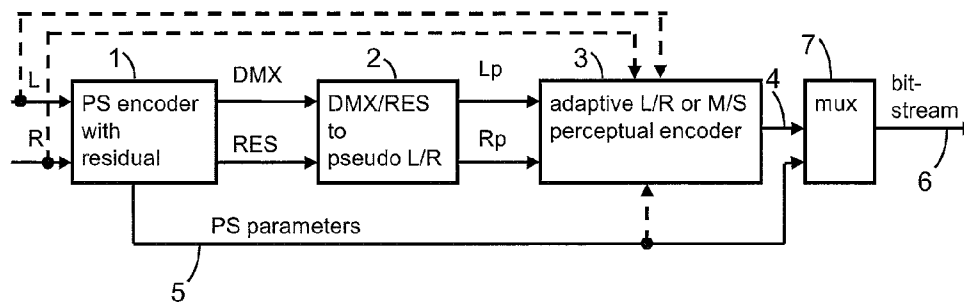 L
R
1
PS encoder
with
residual
DMX
RES
2
DMX/RES
to
pseudo L/R
Lp
Rp
3
adaptive L/R or M/S
perceptual encoder
4
7
mux
bit-
stream
6
PS parameters
5